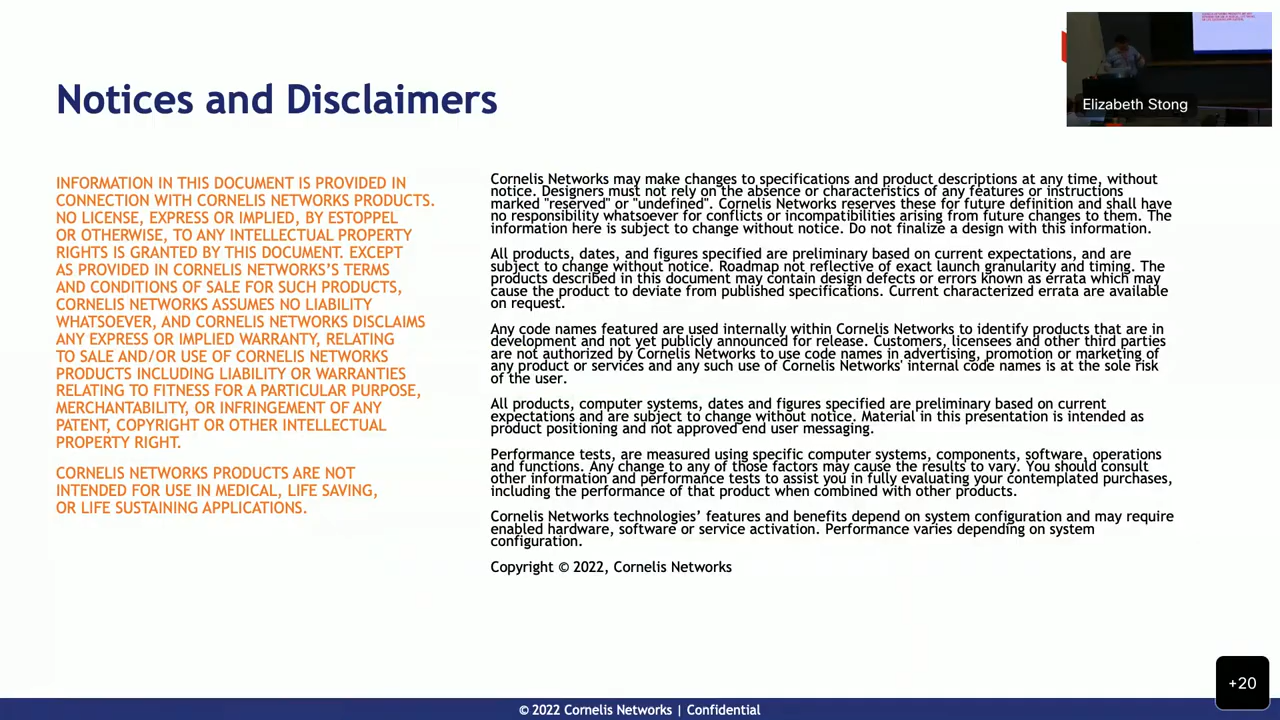 Notices and Disclaimers
Elizabeth Stong
INFORMATION IN THIS DOCUMENT IS PROVIDED IN
CONNECTION WITH CORNELIS NETWORKS PRODUCTS.
NO LICENSE, EXPRESS OR IMPLIED, BY ESTOPPEL
OR OTHERWISE, TO ANY INTELLECTUAL PROPERTY
RIGHTS IS GRANTED BY THIS DOCUMENT. EXCEPT
AS PROVIDED IN CORNELIS NETWORKS’S TERMS
AND CONDITIONS OF SALE FOR SUCH PRODUCTS,
CORNELIS NETWORKS ASSUMES NO LIABILITY
WHATSOEVER, AND CORNELIS NETWORKS DISCLAIMS
ANY EXPRESS OR IMPLIED WARRANTY, RELATING
TO SALE AND/OR USE OF CORNELIS NETWORKS
PRODUCTS INCLUDING LIABILITY OR WARRANTIES
RELATING TO FITNESS FOR A PARTICULAR PURPOSE,
MERCHANTABILITY, OR INFRINGEMENT OF ANY
PATENT, COPYRIGHT OR OTHER INTELLECTUAL
PROPERTY RIGHT.
CORNELIS NETWORKS PRODUCTS ARE NOT
INTENDED FOR USE IN MEDICAL, LIFE SAVING,
OR LIFE SUSTAINING APPLICATIONS.
Cornelis Networks may make changes to specifications and product descriptions at any time, without
notice. Designers must not rely on the absence or characteristics of any features or instructions
marked "reserved" or "undefined". Cornelis Networks reserves these for future definition and shall have
no responsibility whatsoever for conflicts or incompatibilities arising from future changes to them. The
information here is subject to change without notice. Do not finalize a design with this information.
All products, dates, and figures specified are preliminary based on current expectations, and are
subject to change without notice. Roadmap not reflective of exact launch granularity and timing. The
products described in this document may contain design defects or errors known as errata which may
cause the product to deviate from published specifications. Current characterized errata are available
on request.
Any code names featured are used internally within Cornelis Networks to identify products that are in
development and not yet publicly announced for release. Customers, licensees and other third parties
are not authorized by Cornelis Networks to use code names in advertising, promotion or marketing of
any product or services and any such use of Cornelis Networks' internal code names is at the sole risk
of the user.
All products, computer systems, dates and figures specified are preliminary based on current
expectations and are subject to change without notice. Material in this presentation is intended as
product positioning and not approved end user messaging.
Performance tests, are measured using specific computer systems, components, software, operations
and functions. Any change to any of those factors may cause the results to vary. You should consult
other information and performance tests to assist you in fully evaluating your contemplated purchases,
including the performance of that product when combined with other products.
Cornelis Networks technologies’ features and benefits depend on system configuration and may require
enabled hardware, software or service activation. Performance varies depending on system
configuration.
Copyright © 2022, Cornelis Networks
+20
© 2022 Cornelis Networks | Confidential